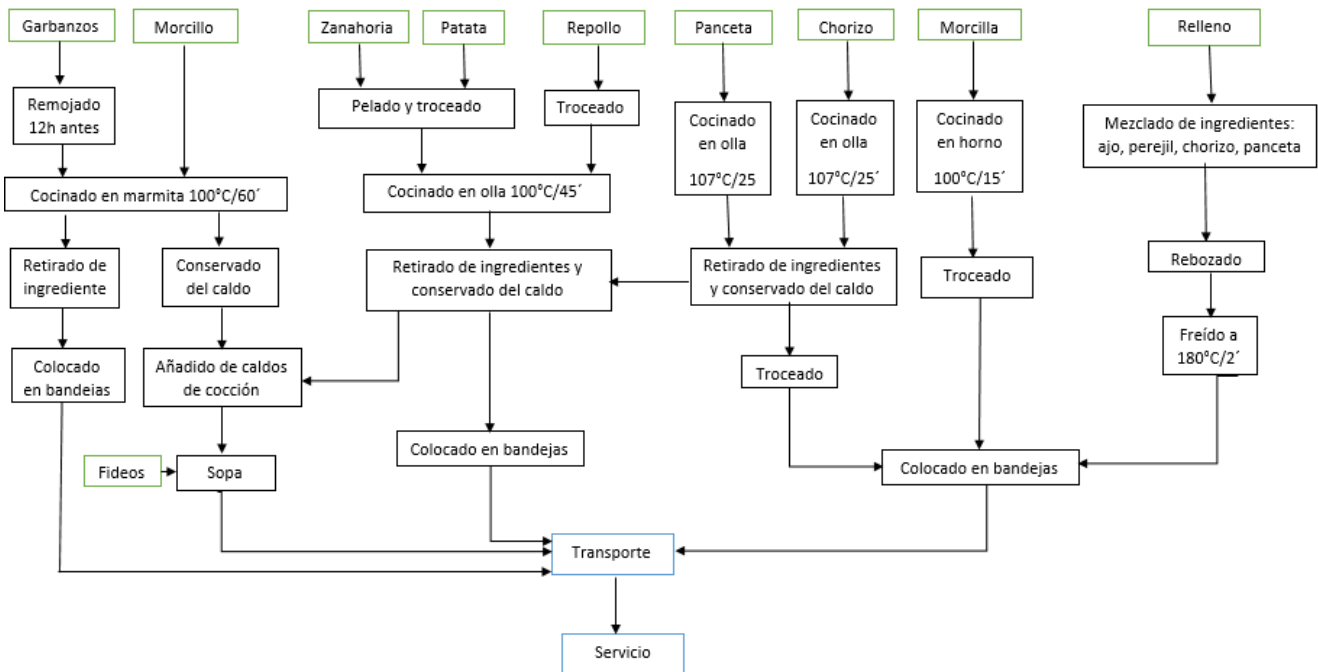 Garbanzos
Morcillo
Zanahoria
Patata
Repollo
Panceta
Chorizo
Morcilla
Relleno
Remojado
12h antes
Pelado y troceado
Troceado
Cocinado
en olla
107°C/25
Cocinado
en olla
107°C/25´
Cocinado
en horno
100°C/15´
Mezclado de ingredientes:
ajo, perejil, chorizo, panceta
Cocinado en marmita 100°C/60´
Cocinado en olla 100°C/45´
Retirado de
ingrediente
Conservado
del caldo
Retirado de ingredientes y
conservado del caldo
Retirado de ingredientes
y conservado del caldo
Troceado
Rebozado
Colocado
en bandejas
Añadido de caldos
de cocción
Troceado
Freído a
180°C/2´
Fideos
Sopa
Colocado en bandejas
Colocado en bandejas
Transporte
Servicio